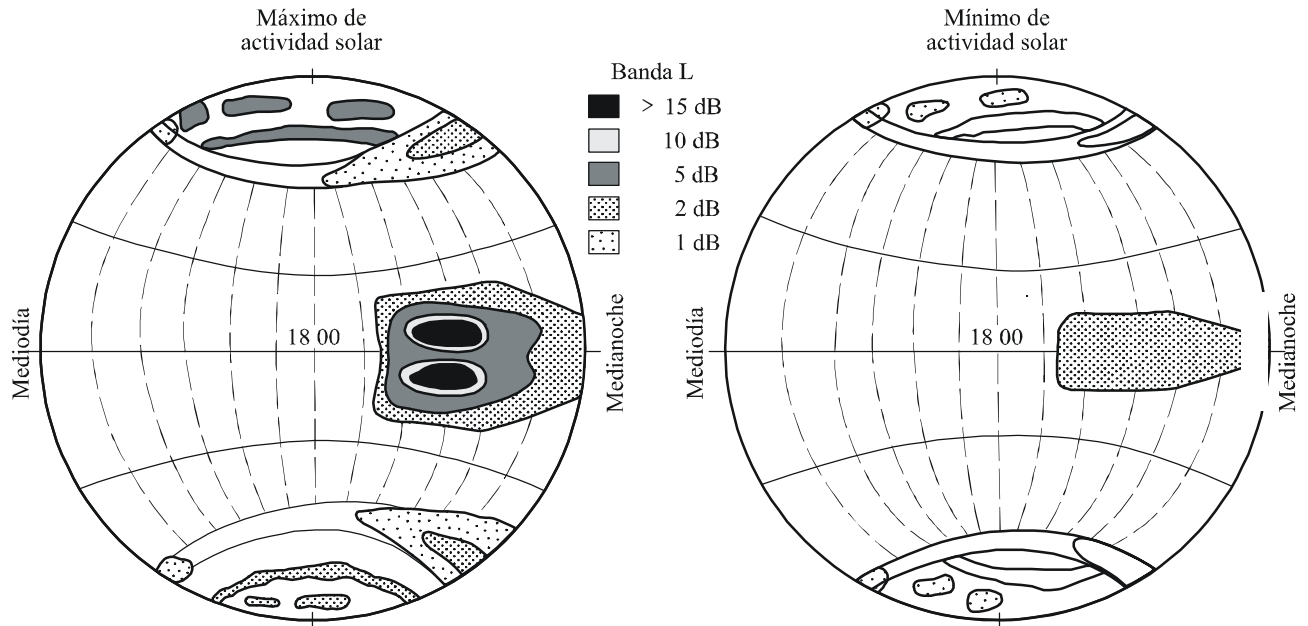 Máximo de
actividad solar
Mínimo de
actividad solar
Banda L
> 15 dB
10 dB
5 dB
2 dB
1 dB
Mediodía
18 00
Medianoche
Mediodía
18 00
Medianoche